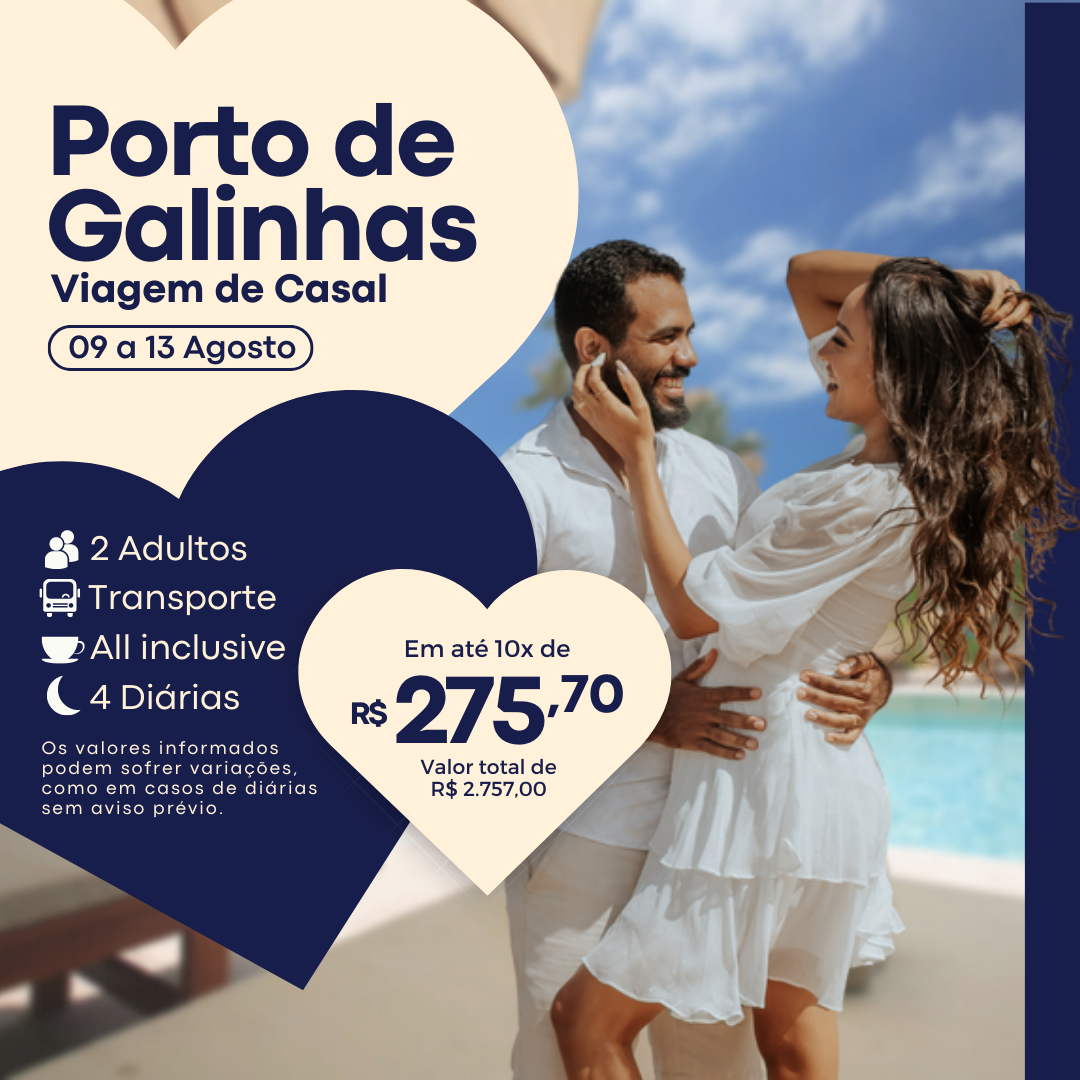 Porto de
Galinhas
Viagem de Casal
09 a 13 Agosto
2 Adultos
Transporte
All inclusive
4 Diárias
Os valores informados
podem sofrer variações,
como em casos de diárias
sem aviso prévio.
Em até 10x de
R$ 275,70
Valor total de
R$ 2.757,00